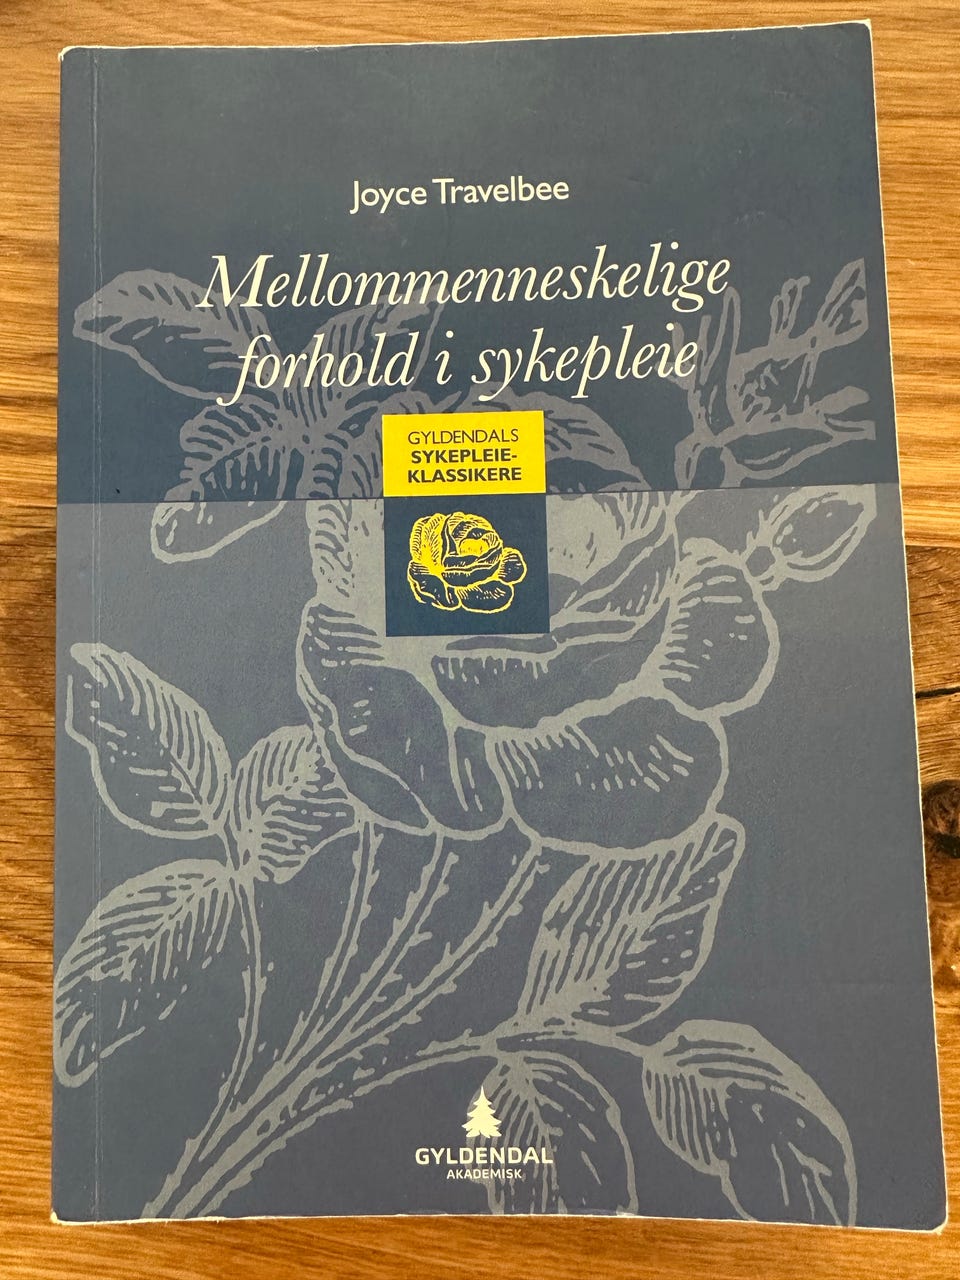 Joyce Travelbee
Mellommenneskelige
forhold i sykepleie
GYLDENDALS
SYKEPLEIE-
KLASSIKERE
GYLDENDAL
AKADEMISK